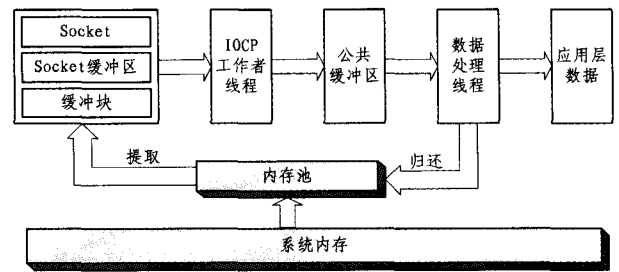 Socket
Socket缓冲区
缓冲块
IOCP
工作者
线程
公共
缓冲区
数据
处理
线程
应用层
数据
提取
内存池
归还
系统内存